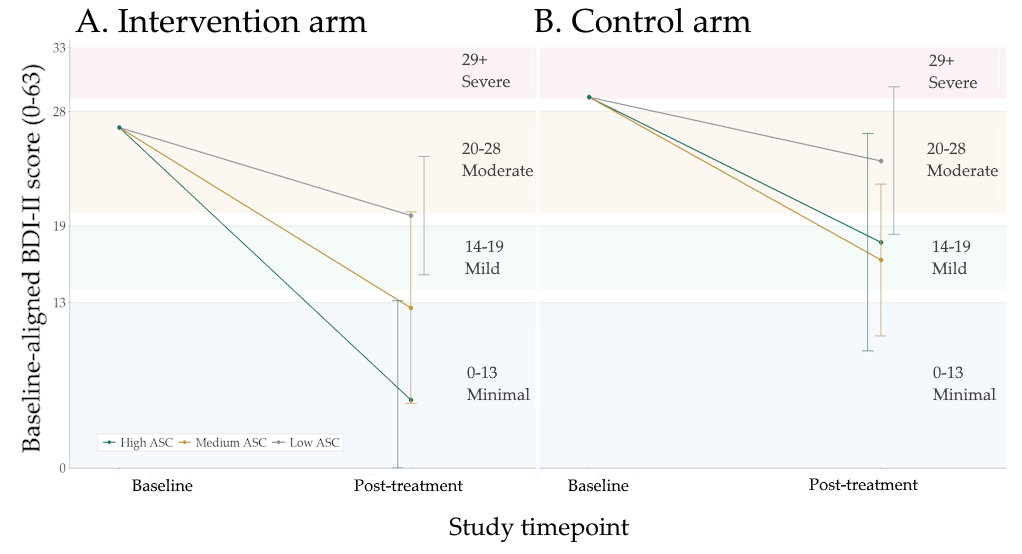 A. Intervention arm
B. Control arm
Baseline-aligned BDI-II score (0-63)
33
28
19
13
0
29+
Severe
20-28
Moderate
14-19
Mild
0-13
Minimal
High ASC Medium ASC Low ASC
29+
Severe
20-28
Moderate
14-19
Mild
0-13
Minimal
Baseline Post-treatment Baseline Post-treatment
Study timepoint